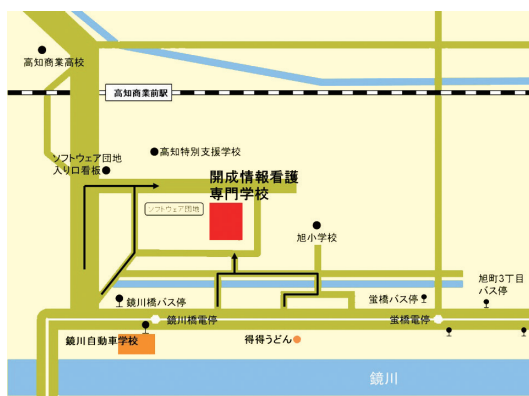 高知商業高校
高知商業前駅
ソフトウェア団地
入り口看板
高知特別支援学校
開成情報看護
専門学校
ソフトウェア団地
旭小学校
旭町3丁目
バス停
鏡川橋バス停
蛍橋バス停
鏡川橋電停
蛍橋電停
鏡川自動車学校
得得うどん
鏡川